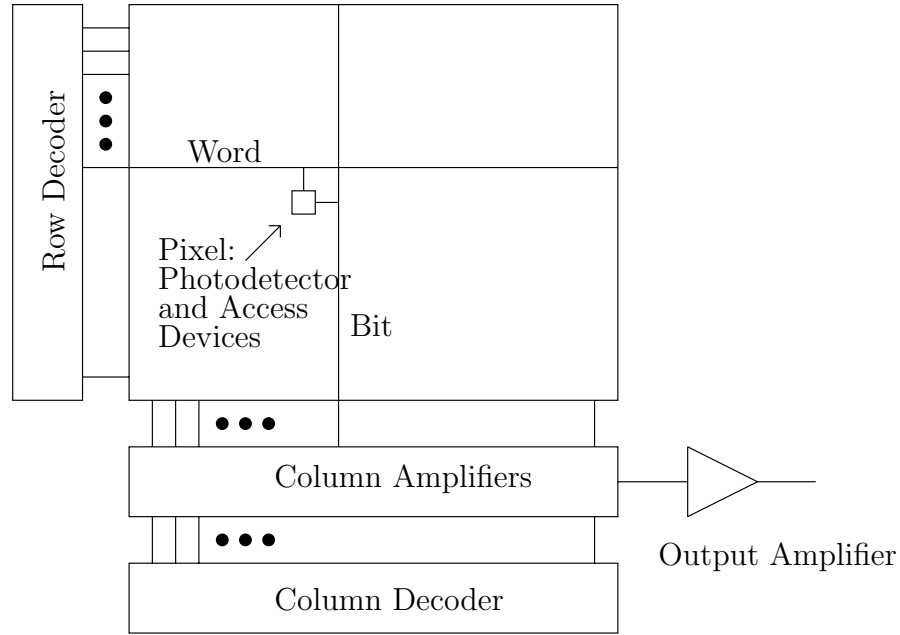 Row Decoder
Word
Pixel:
Photodetector
and Access
Devices
Bit
Column Amplifiers
Output Amplifier
Column Decoder